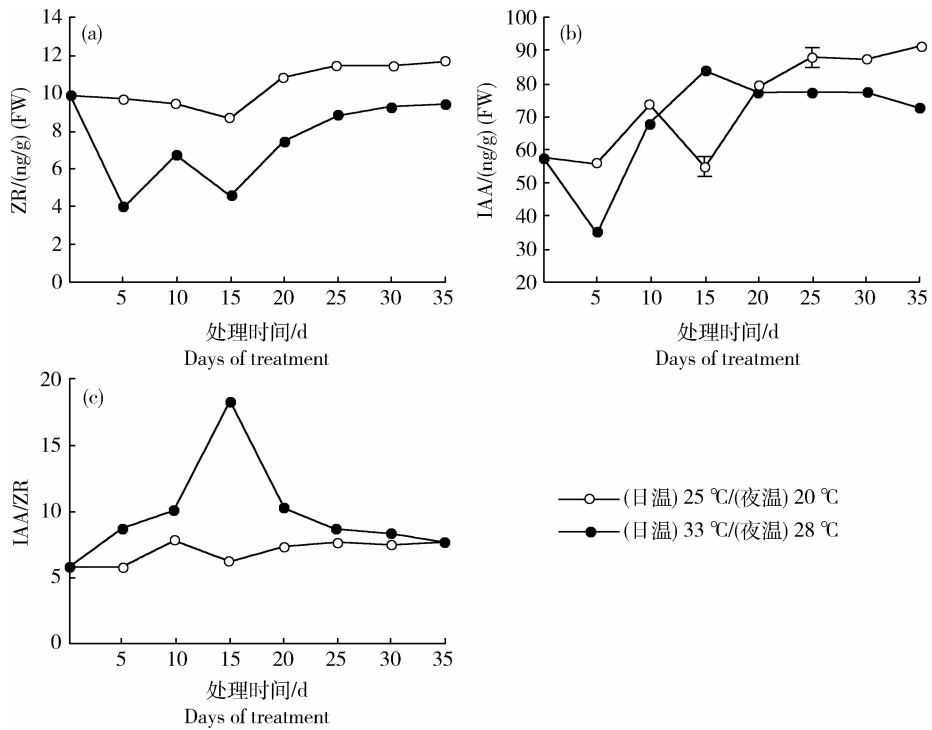 (a)
ZR/(ng/g) (FW)
14
12
10
8
6
4
2
0
5 10 15 20 25 30 35
处理时间/d
Days of treatment
(b)
IAA/(ng/g) (FW)
100
90
80
70
60
50
40
30
20
5 10 15 20 25 30 35
处理时间/d
Days of treatment
(c)
IAA/ZR
20
15
10
5
0
5 10 15 20 25 30 35
处理时间/d
Days of treatment
(日温) 25 ℃/(夜温) 20 ℃
(日温) 33 ℃/(夜温) 28 ℃